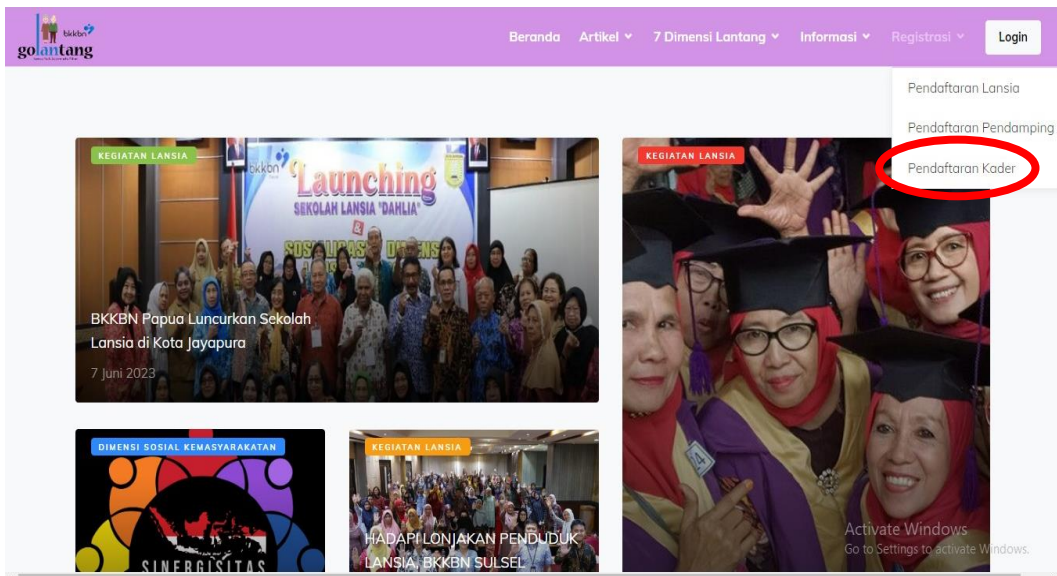 bkkbn
golantang
Beranda Artikel 7 Dimensi Lantang Informasi Registrasi Login
Pendaftaran Lansia
Pendaftaran Pendamping
Pendaftaran Kader
KEGIATAN LANSIA
bkkbn
Launching
SEKOLAH LANSIA "DAHLIA"
&
BKKBN Papua Luncurkan Sekolah
Lansia di Kota Jayapura
7 Juni 2023
KEGIATAN LANSIA
4
DIMENSI SOSIAL KEMASYARAKATAN
SINERGISITAS
KEGIATAN LANSIA
HADAPI LONJAKAN PENDUDUK
LANSIA, BKKBN SULSEL
Activate Windows
Go to Settings to activate Windows.